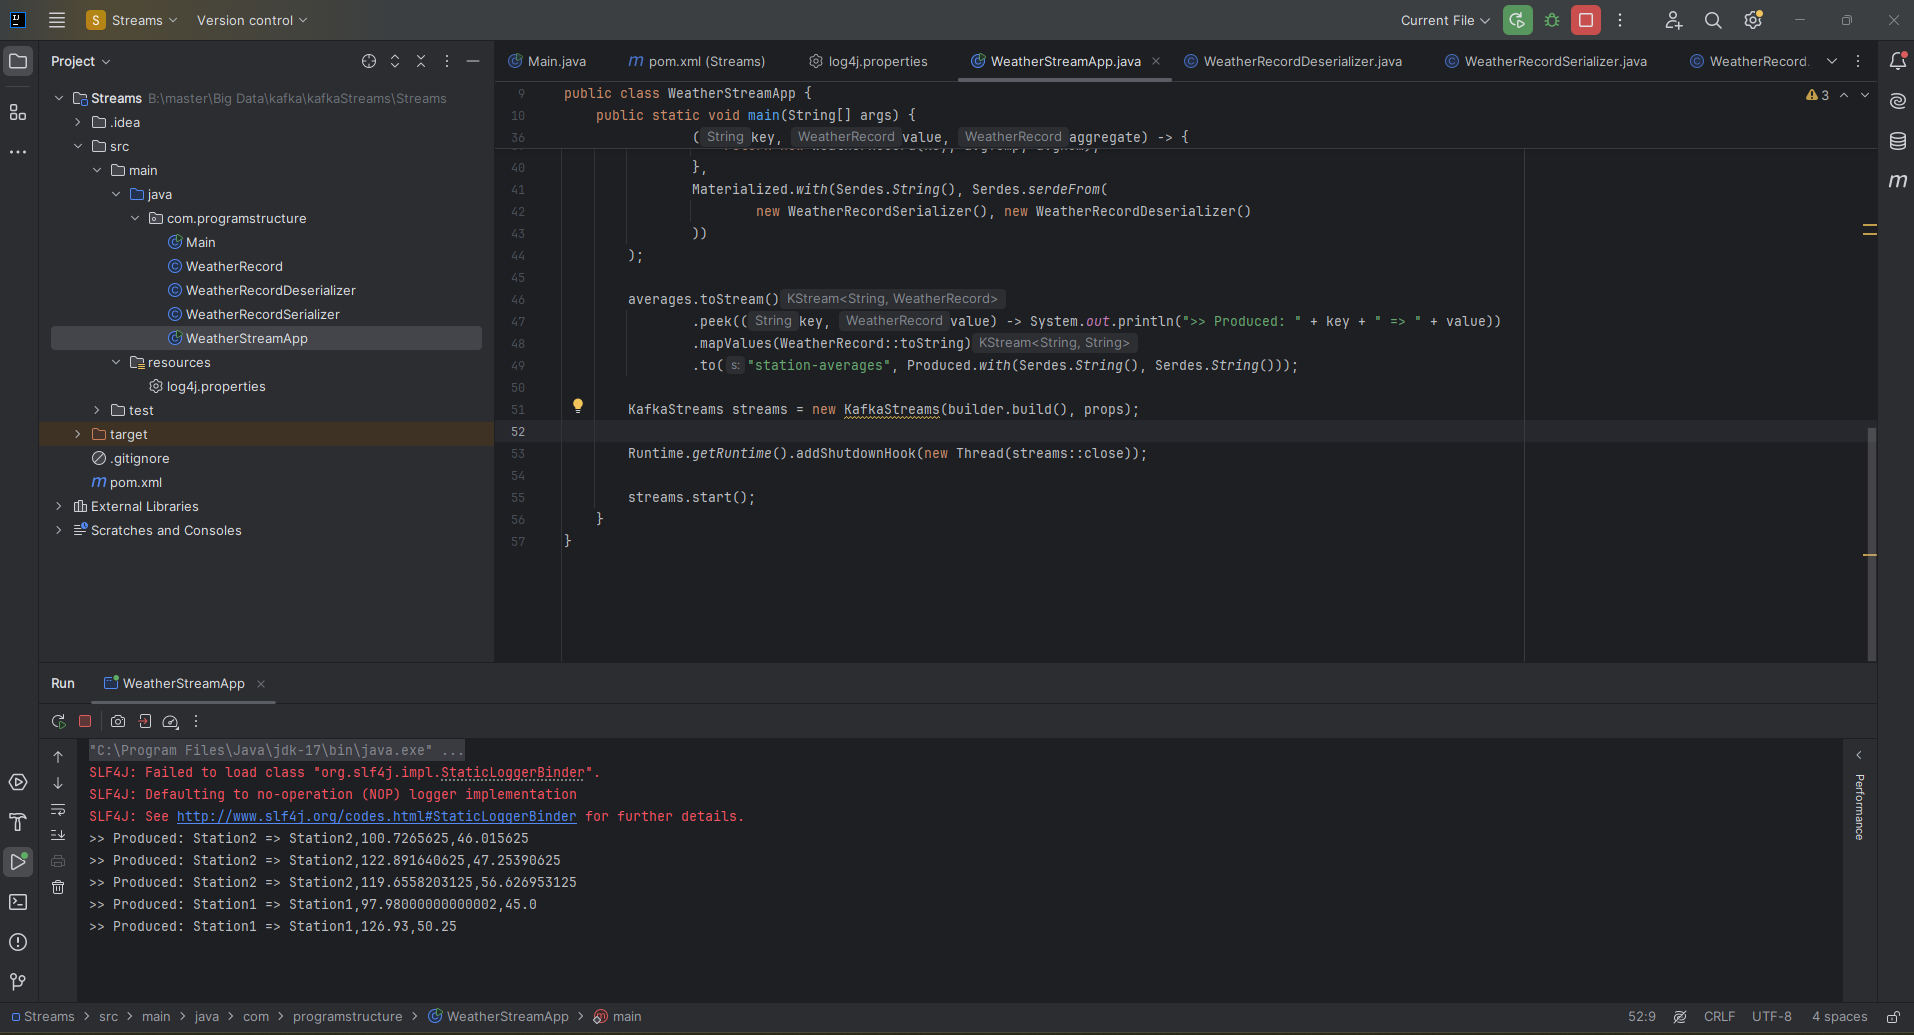 S Streams Version control Current File
Project
Main.java pom.xml (Streams) log4j.properties WeatherStreamApp.java WeatherRecordDeserializer.java WeatherRecordSerializer.java WeatherRecord.
Streams B:\master\Big Data\kafka\kafkaStreams\Streams
.idea
src
main
java
com.programstructure
Main
WeatherRecord
WeatherRecordDeserializer
WeatherRecordSerializer
WeatherStreamApp
resources
log4j.properties
test
target
.gitignore
pom.xml
External Libraries
Scratches and Consoles
3
9 public class WeatherStreamApp {
10 public static void main(String[] args) {
36 ( String key, WeatherRecord value, WeatherRecord aggregate) -> {
40 },
41 Materialized.with(Serdes.String(), Serdes.serdeFrom(
42 new WeatherRecordSerializer(), new WeatherRecordDeserializer()
43 ))
44 );
45
46 averages.toStream() KStream<String, WeatherRecord>
47 .peek(( String key, WeatherRecord value) -> System.out.println(">> Produced: " + key + " => " + value))
48 .mapValues(WeatherRecord::toString) KStream<String, String>
49 .to( s: "station-averages", Produced.with(Serdes.String(), Serdes.String()));
50
51 KafkaStreams streams = new KafkaStreams(builder.build(), props);
52
53 Runtime.getRuntime().addShutdownHook(new Thread(streams::close));
54
55 streams.start();
56 }
57 }
Run WeatherStreamApp
"C:\Program Files\Java\jdk-17\bin\java.exe" ...
SLF4J: Failed to load class "org.slf4j.impl.StaticLoggerBinder".
SLF4J: Defaulting to no-operation (NOP) logger implementation
SLF4J: See http://www.slf4j.org/codes.html#StaticLoggerBinder for further details.
>> Produced: Station2 => Station2,100.7265625,46.015625
>> Produced: Station2 => Station2,122.891640625,47.25390625
>> Produced: Station2 => Station2,119.6558203125,56.626953125
>> Produced: Station1 => Station1,97.98000000000002,45.0
>> Produced: Station1 => Station1,126.93,50.25
Performance
Streams > src > main > java > com > programstructure > WeatherStreamApp > main 52:9 CRLF UTF-8 4 spaces